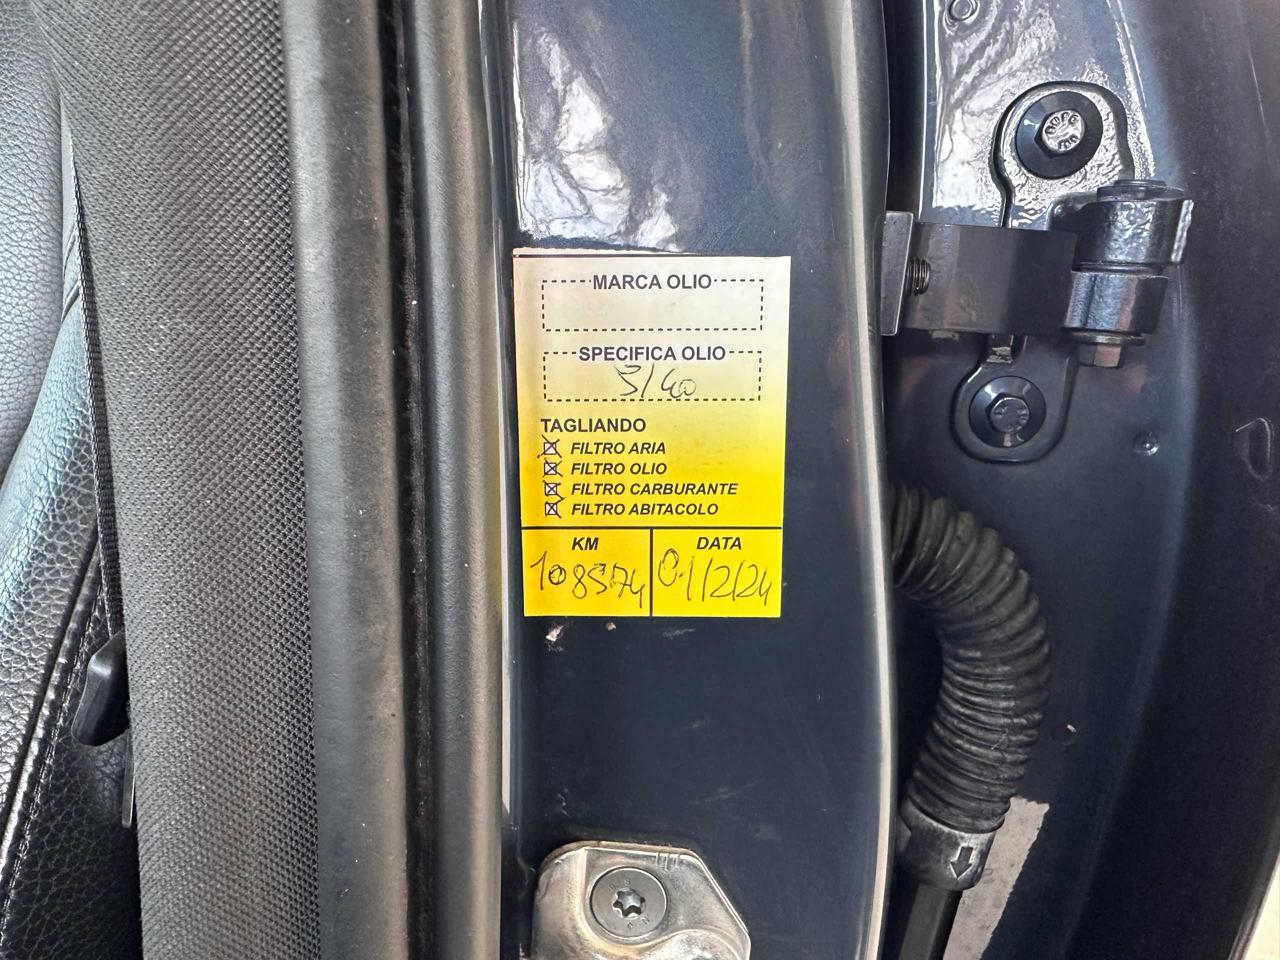 MARCA OLIO
SPECIFICA OLIO
5/40
TAGLIANDO
FILTRO ARIA
FILTRO OLIO
FILTRO CARBURANTE
FILTRO ABITACOLO
KM DATA
108574 01/2/24